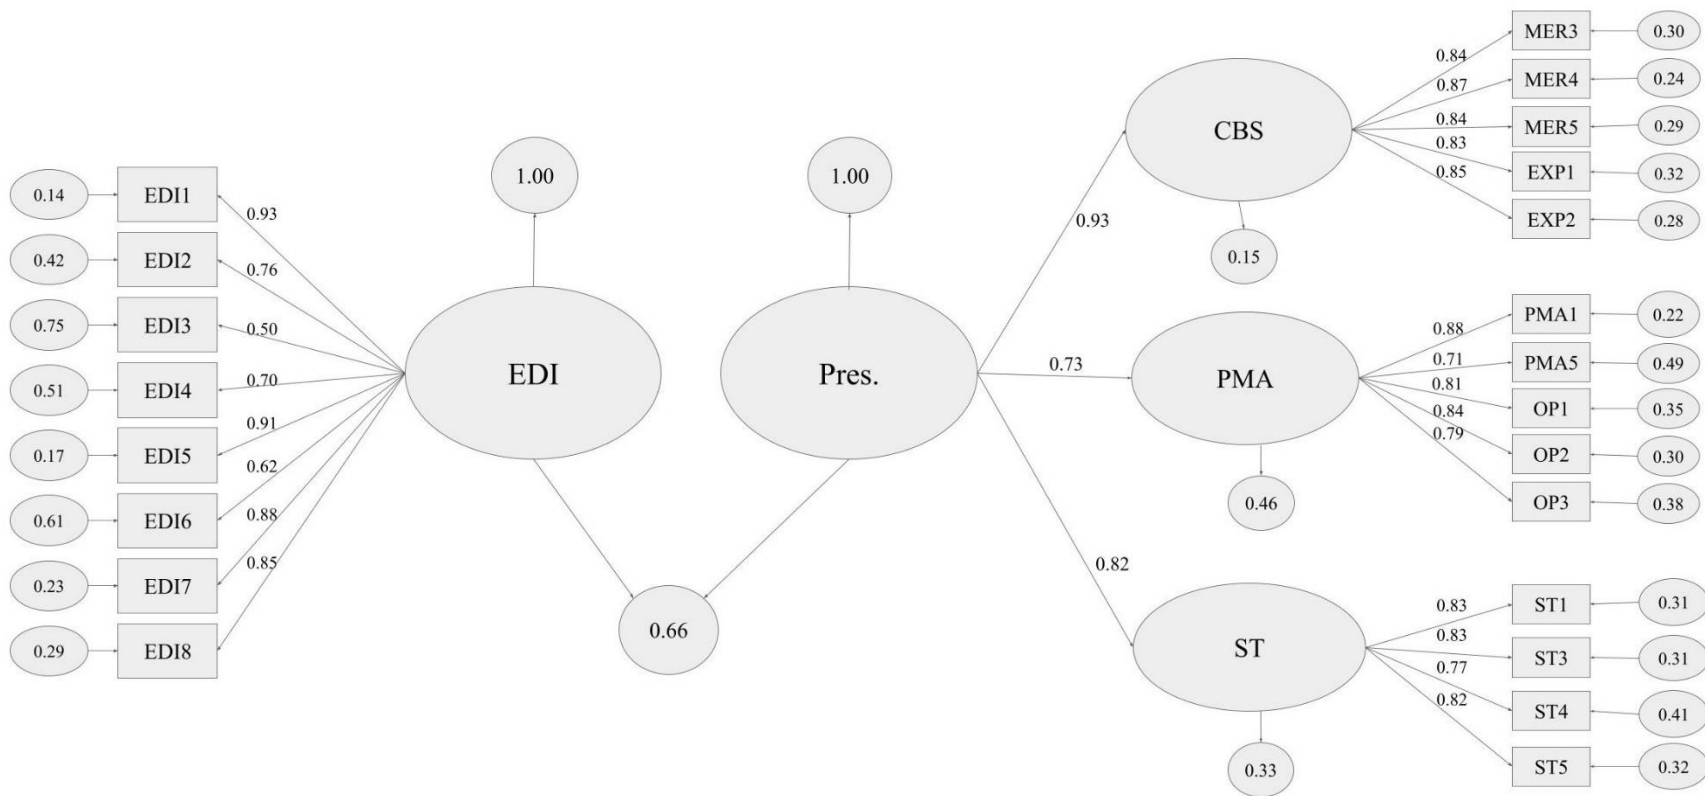 0.14 EDI1 0.93
0.42 EDI2 0.76
0.75 EDI3 0.50
0.51 EDI4 0.70
0.17 EDI5 0.91
0.61 EDI6 0.62
0.23 EDI7 0.88
0.29 EDI8 0.85
1.00
EDI
1.00
Pres.
0.66
0.93
0.73
0.82
CBS
0.15
0.84 MER3 0.30
0.87 MER4 0.24
0.84 MER5 0.29
0.83 EXP1 0.32
0.85 EXP2 0.28
PMA
0.46
0.88 PMA1 0.22
0.71 PMA5 0.49
0.81 OP1 0.35
0.84 OP2 0.30
0.79 OP3 0.38
ST
0.33
0.83 ST1 0.31
0.83 ST3 0.31
0.77 ST4 0.41
0.82 ST5 0.32